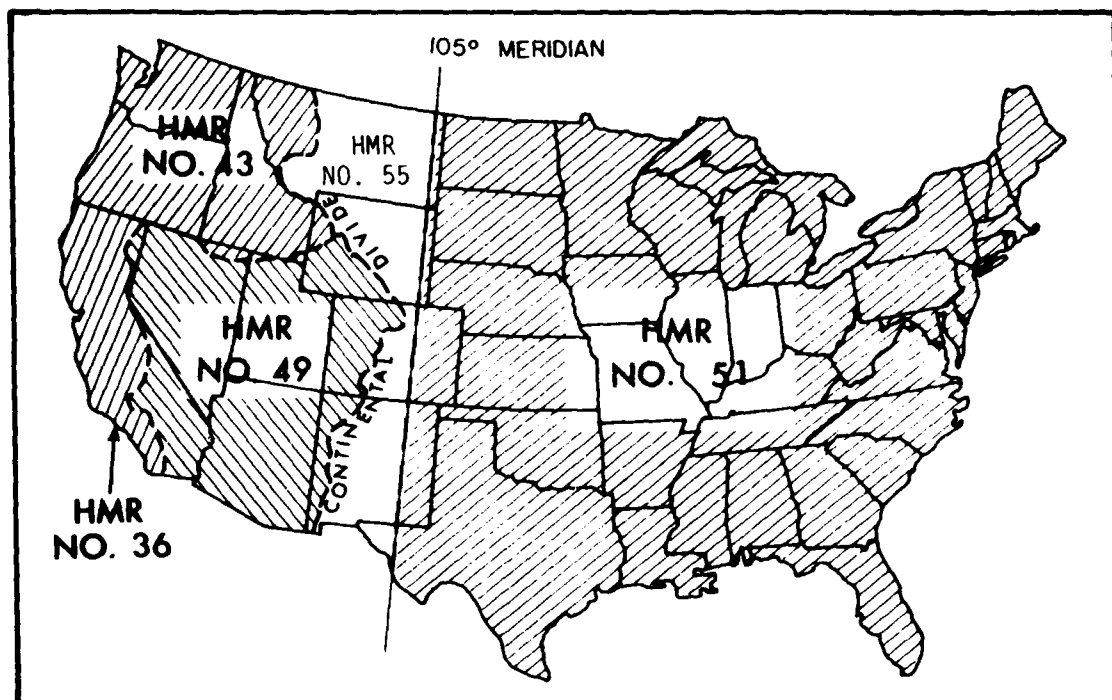 105° MERIDIAN
HMR
NO. 43
HMR
NO. 55
DIVIDE
HMR
NO. 49
HMR
NO. 51
CONTINENTAL
HMR
NO. 36